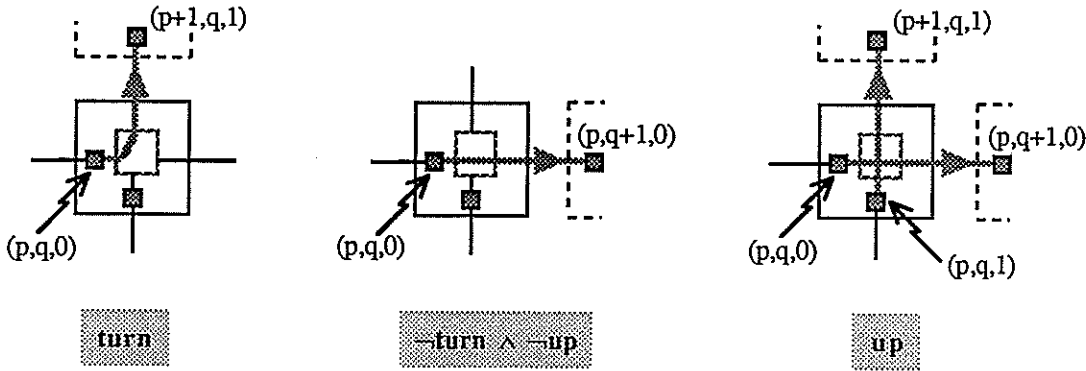 (p+1,q,1)
(p,q,0)
turn
(p,q+1,0)
(p,q,0)
¬turn ∧ ¬up
(p+1,q,1)
(p,q+1,0)
(p,q,0)
(p,q,1)
up